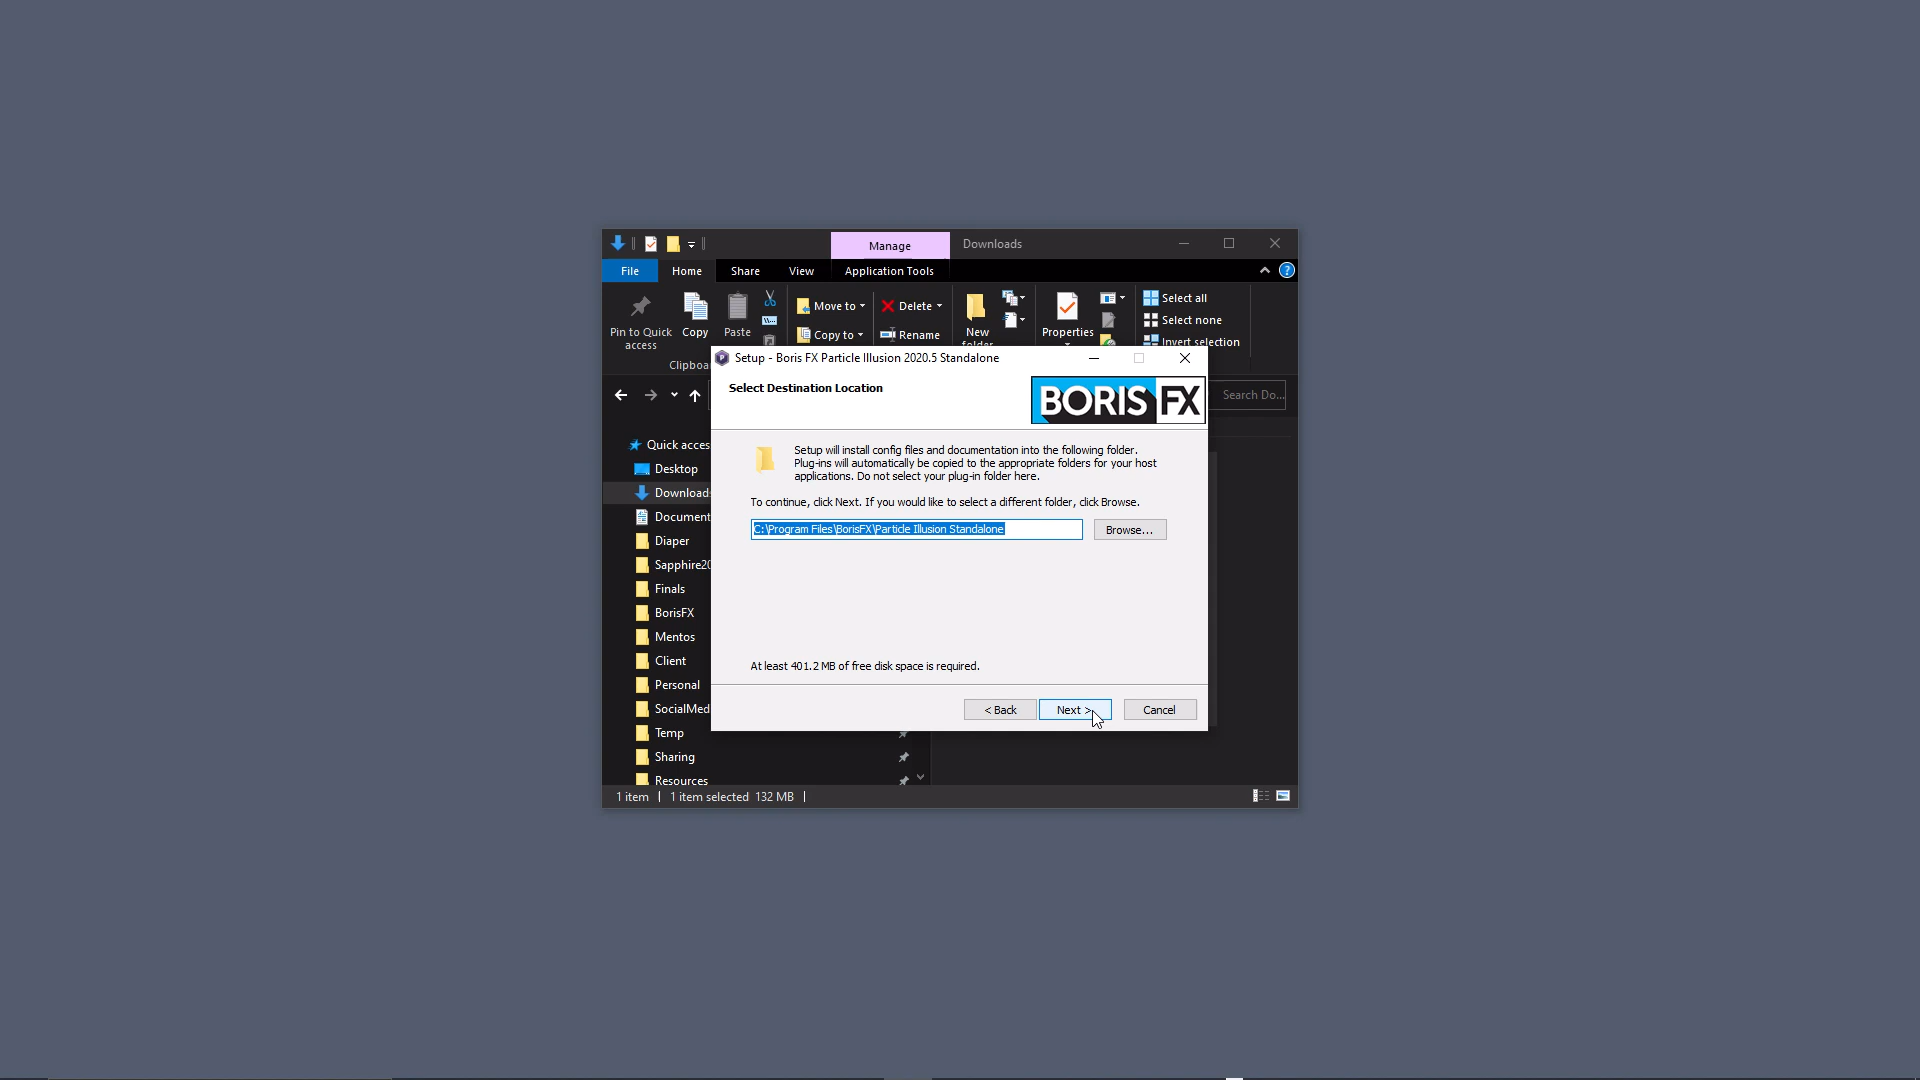 Manage
Downloads
File
Home
Share
View
Application Tools
Pin to Quick
access
Copy
Paste
Move to
Copy to
Delete
Rename
New
folder
Properties
Select all
Select none
Invert selection
Setup - Boris FX Particle Illusion 2020.5 Standalone
Select Destination Location
BORIS FX
Search Do...
Setup will install config files and documentation into the following folder.
Plug-ins will automatically be copied to the appropriate folders for your host
applications. Do not select your plug-in folder here.
To continue, click Next. If you would like to select a different folder, click Browse.
C:\Program Files\BorisFX\Particle Illusion Standalone
Browse...
At least 401.2 MB of free disk space is required.
< Back
Next >
Cancel
Clipboa
Quick acces
Desktop
Download
Document
Diaper
Sapphire20
Finals
BorisFX
Mentos
Client
Personal
SocialMed
Temp
Sharing
Resources
1 item
1 item selected 132 MB